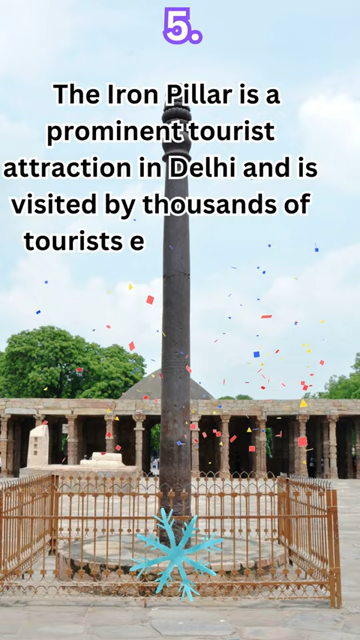 5.
The Iron Pillar is a
prominent tourist
attraction in Delhi and is
visited by thousands of
tourists e